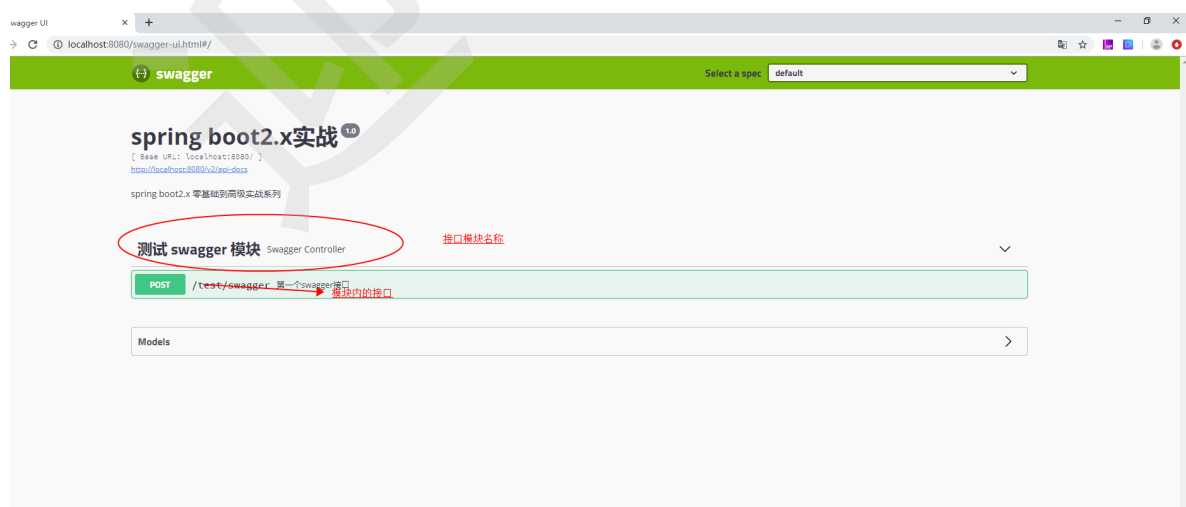 wagger UI
localhost:8080/swagger-ui.html#/
swagger
Select a spec default
spring boot2.x实战 1.0
[ Base URL: localhost:8080/ ]
http://localhost:8080/v2/api-docs
spring boot2.x 零基础到高级实战系列
测试 swagger 模块 Swagger Controller
接口模块名称
POST /test/swagger 第一个swagger接口
模块内的接口
Models